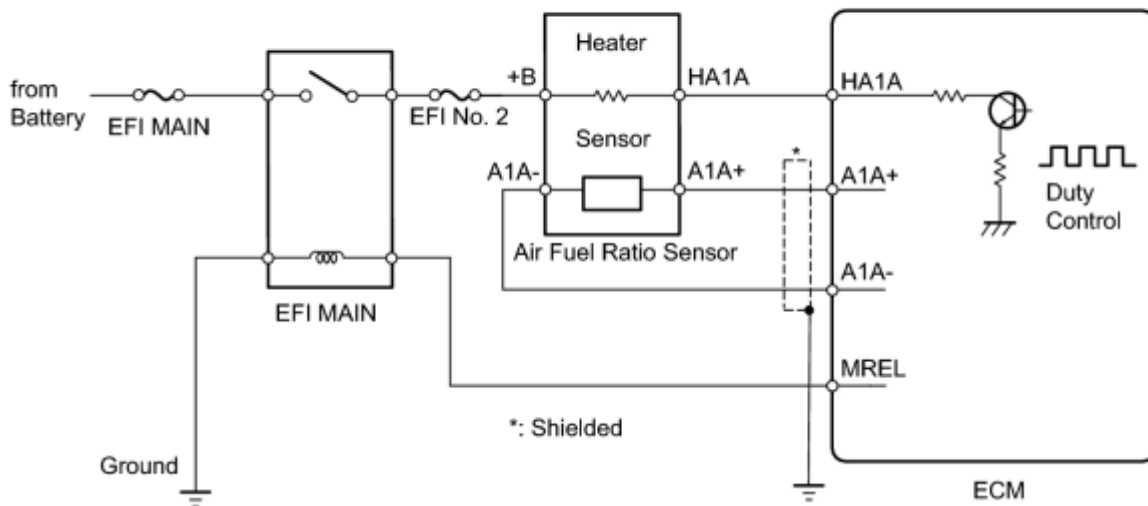 Heater
from
Battery
EFI MAIN
EFI No. 2
+B
HA1A
HA1A
Sensor
*
A1A-
A1A+
A1A+
Duty
Control
Air Fuel Ratio Sensor
A1A-
EFI MAIN
MREL
*: Shielded
Ground
ECM